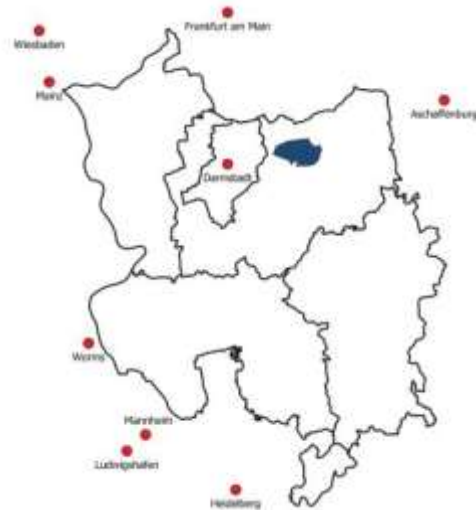 Frankfurt am Main
Wiesbaden
Mainz
Aschaffenburg
Darmstadt
Worms
Mannheim
Ludwigshafen
Heidelberg